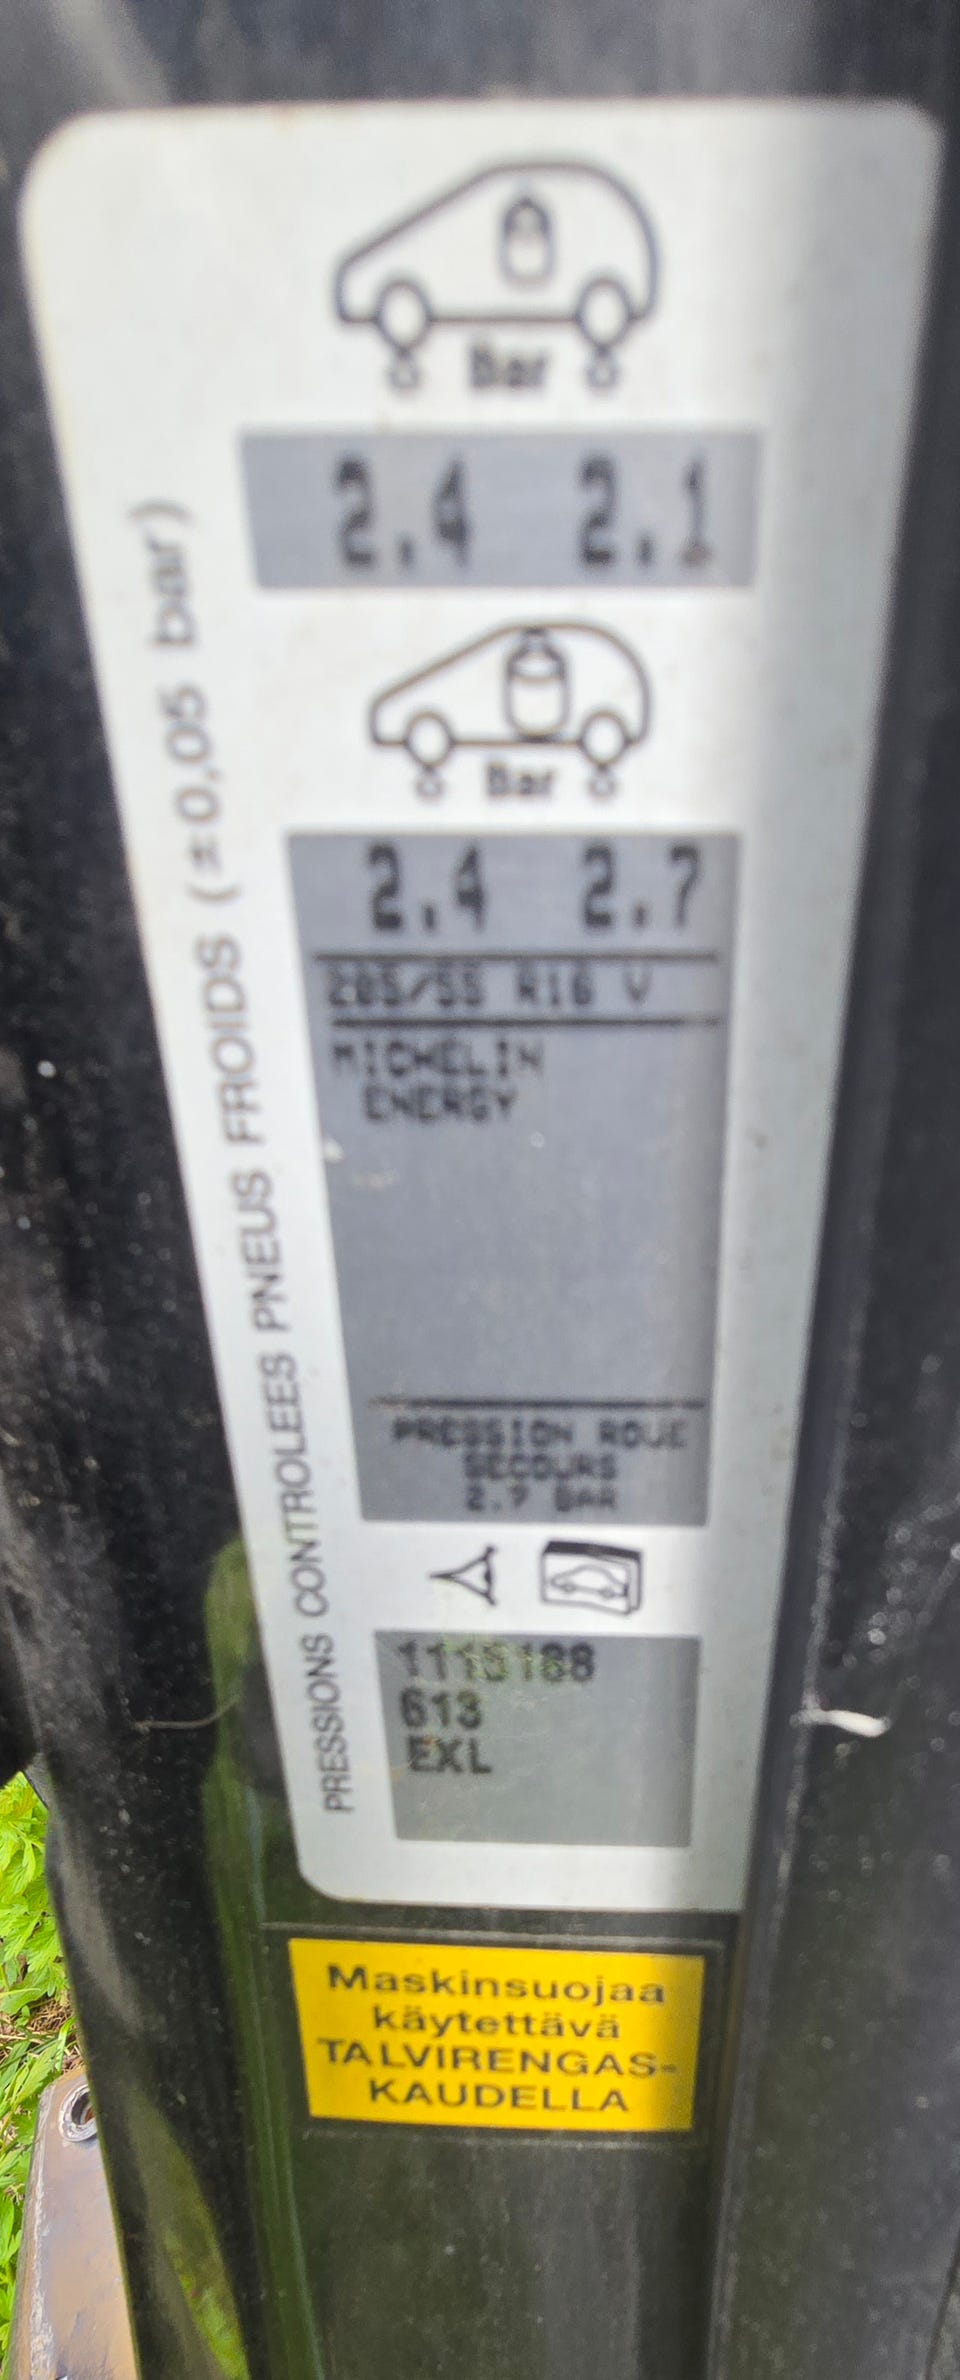 Bar
2.4 2.1
Bar
2.4 2.7
205/55 R16 V
MICHELIN
ENERGY
PRESSION ROUE
SECOURS
2.7 BAR
613
EXL
PRESSIONS CONTROLEES PNEUS FROIDS (±0,05 bar)
Maskinsuojaa
käytettävä
TALVIRENGAS-
KAUDELLA